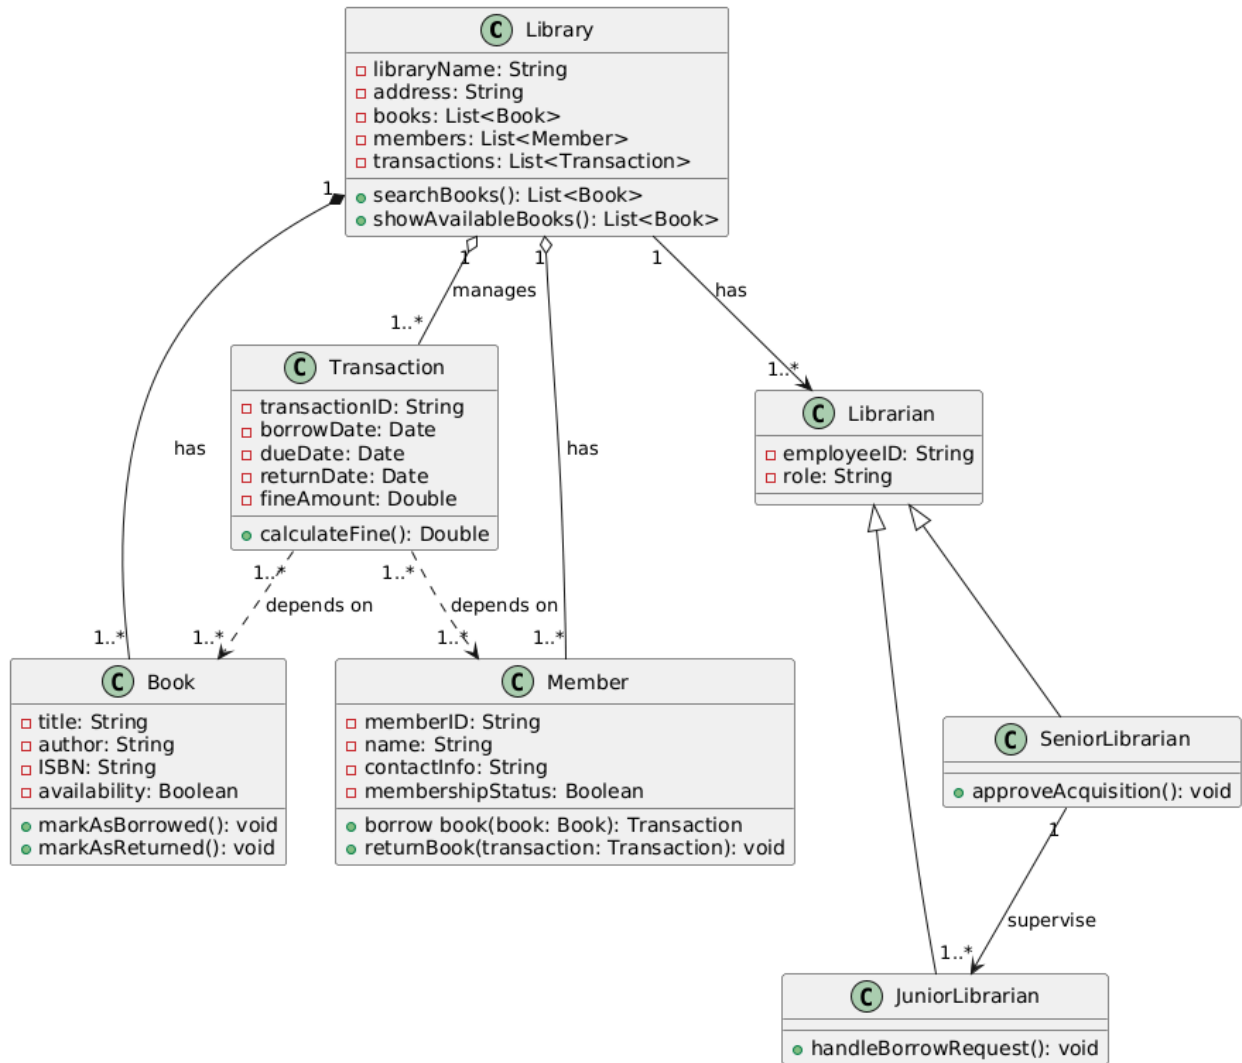 C Library
libraryName: String
address: String
books: List<Book>
members: List<Member>
transactions: List<Transaction>
searchBooks(): List<Book>
showAvailableBooks(): List<Book>
1
1
1
1
manages
has
1..*
1..*
C Transaction
transactionID: String
borrowDate: Date
dueDate: Date
returnDate: Date
fineAmount: Double
calculateFine(): Double
C Librarian
employeeID: String
role: String
has
has
1..*
1..*
depends on
depends on
1..*
1..*
1..*
1..*
C Book
title: String
author: String
ISBN: String
availability: Boolean
markAsBorrowed(): void
markAsReturned(): void
C Member
memberID: String
name: String
contactInfo: String
membershipStatus: Boolean
borrow book(book: Book): Transaction
returnBook(transaction: Transaction): void
C SeniorLibrarian
approveAcquisition(): void
1
supervise
1..*
C JuniorLibrarian
handleBorrowRequest(): void